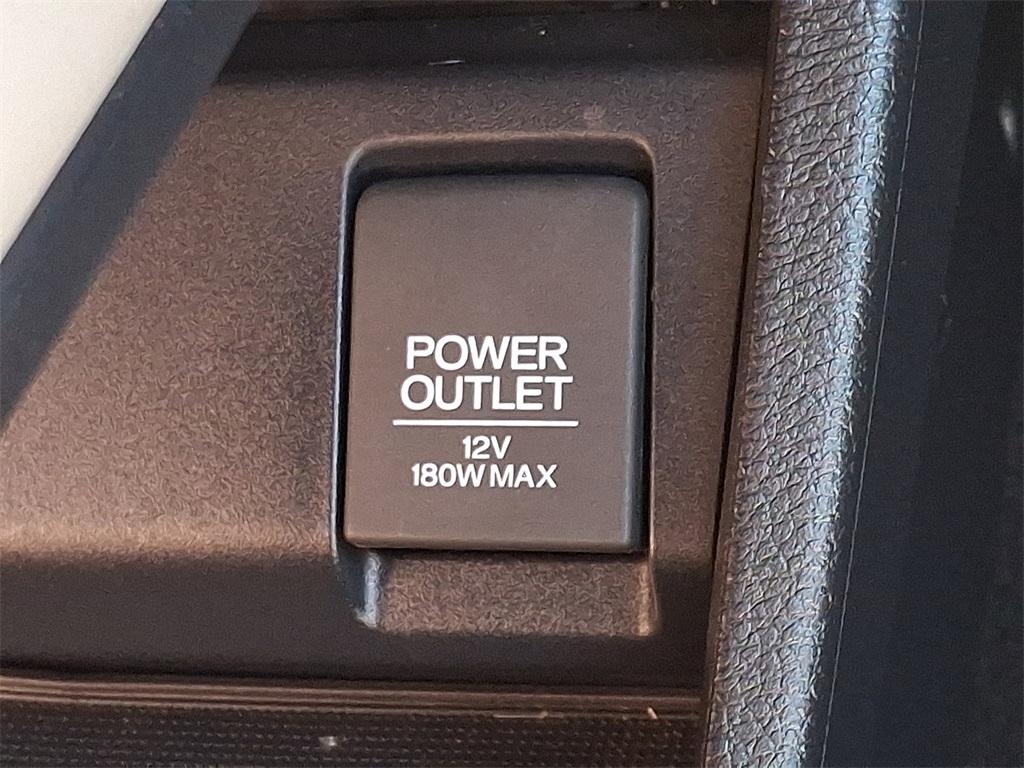 POWER
OUTLET
12V
180W MAX